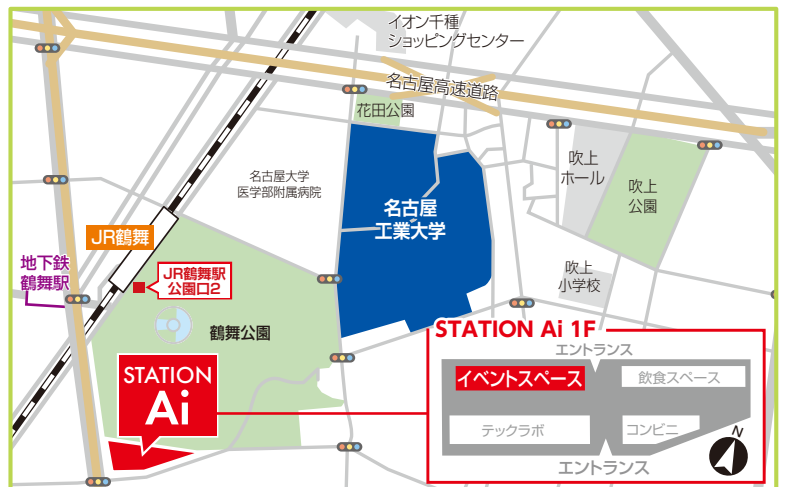 イオン千種
ショッピングセンター
名古屋高速道路
花田公園
名古屋大学
医学部附属病院
吹上
ホール
吹上
公園
名古屋
工業大学
JR鶴舞
地下鉄
鶴舞駅
JR鶴舞駅
公園口2
吹上
小学校
鶴舞公園
STATION
Ai
STATION Ai 1F
エントランス
イベントスペース
飲食スペース
テックラボ
コンビニ
エントランス
N